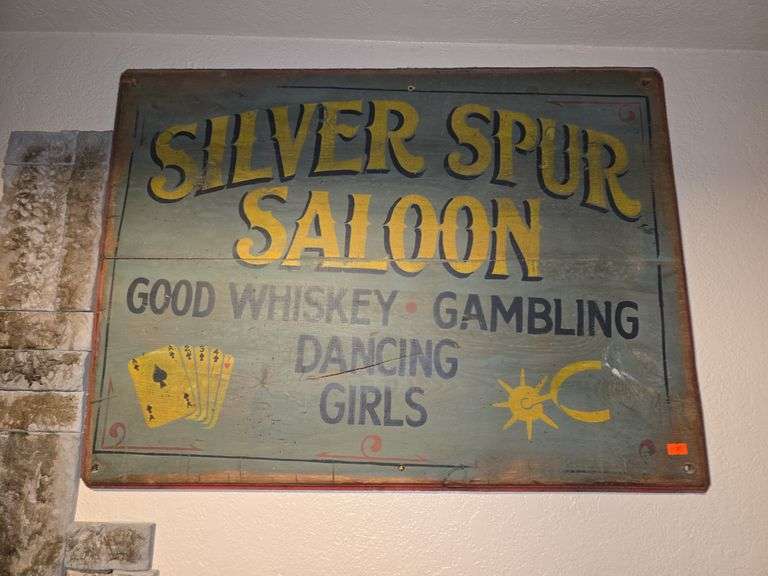 SILVER SPUR
SALOON
GOOD WHISKEY • GAMBLING
DANCING
GIRLS